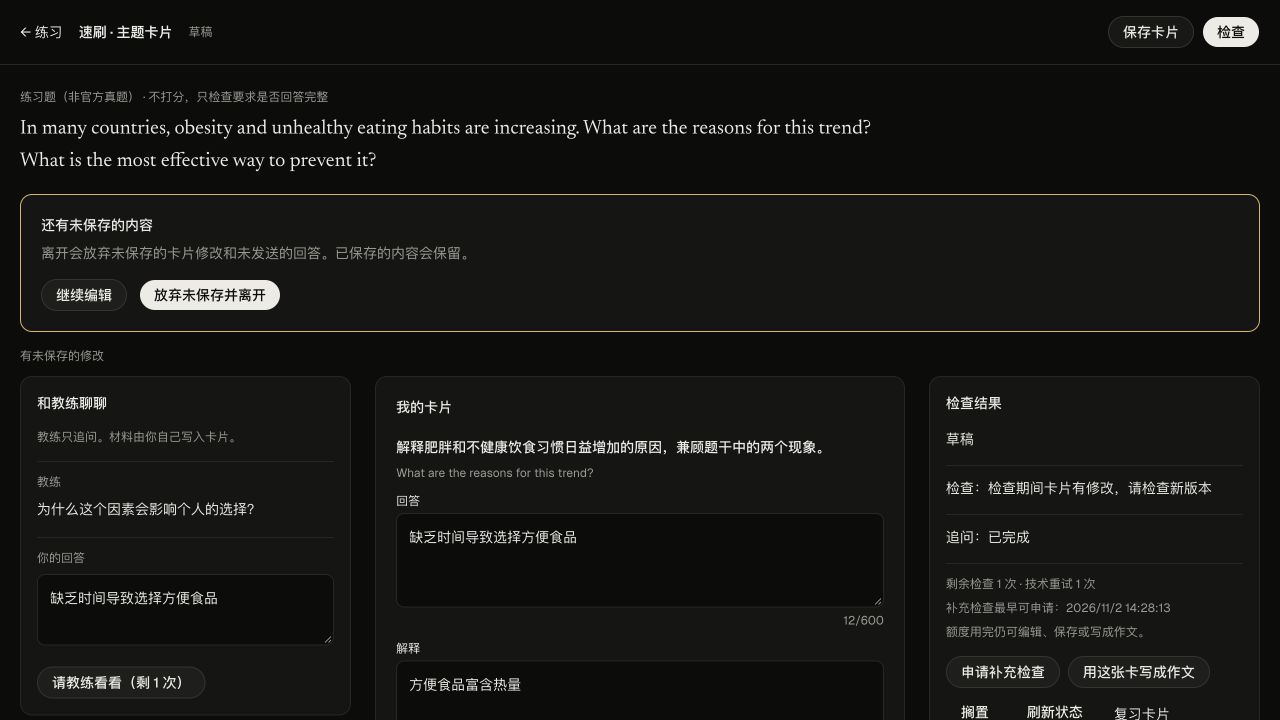 ← 练习 速刷 · 主题卡片 草稿
保存卡片 检查
练习题（非官方真题） · 不打分，只检查要求是否回答完整
In many countries, obesity and unhealthy eating habits are increasing. What are the reasons for this trend?
What is the most effective way to prevent it?
还有未保存的内容
离开会放弃未保存的卡片修改和未发送的回答。已保存的内容会保留。
继续编辑 放弃未保存并离开
有未保存的修改
和教练聊聊
教练只追问。材料由你自己写入卡片。
教练
为什么这个因素会影响个人的选择?
你的回答
缺乏时间导致选择方便食品
请教练看看（剩 1 次）
我的卡片
解释肥胖和不健康饮食习惯日益增加的原因，兼顾题干中的两个现象。
What are the reasons for this trend?
回答
缺乏时间导致选择方便食品
12/600
解释
方便食品富含热量
检查结果
草稿
检查：检查期间卡片有修改，请检查新版本
追问：已完成
剩余检查 1 次 · 技术重试 1 次
补充检查最早可申请：2026/11/2 14:28:13
额度用完仍可编辑、保存或写成作文。
申请补充检查 用这张卡写成作文
搁置 刷新状态 复习卡片